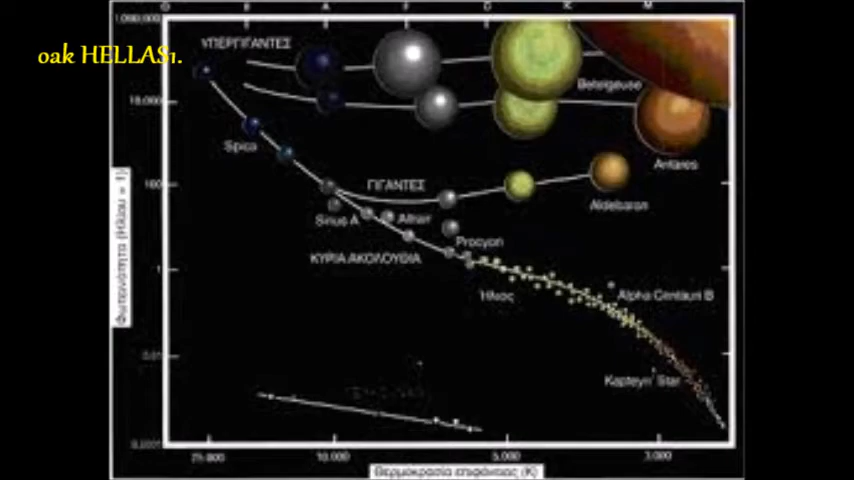 O B A F G K M
oak HELLAS1.
1.000.000
ΥΠΕΡΓΙΓΑΝΤΕΣ
Betelgeuse
10.000
Spica
Antares
100
ΓΙΓΑΝΤΕΣ
Aldebaran
Sirius A
Altair
Procyon
ΚΥΡΙΑ ΑΚΟΛΟΥΘΙΑ
1
Ήλιος
Alpha Centauri B
0,01
Kapteyn' Star
0,0001
25.000 10.000 5.000 3.000
Φωτεινότητα (Ήλιου = 1)
Θερμοκρασία επιφάνειας (Κ)